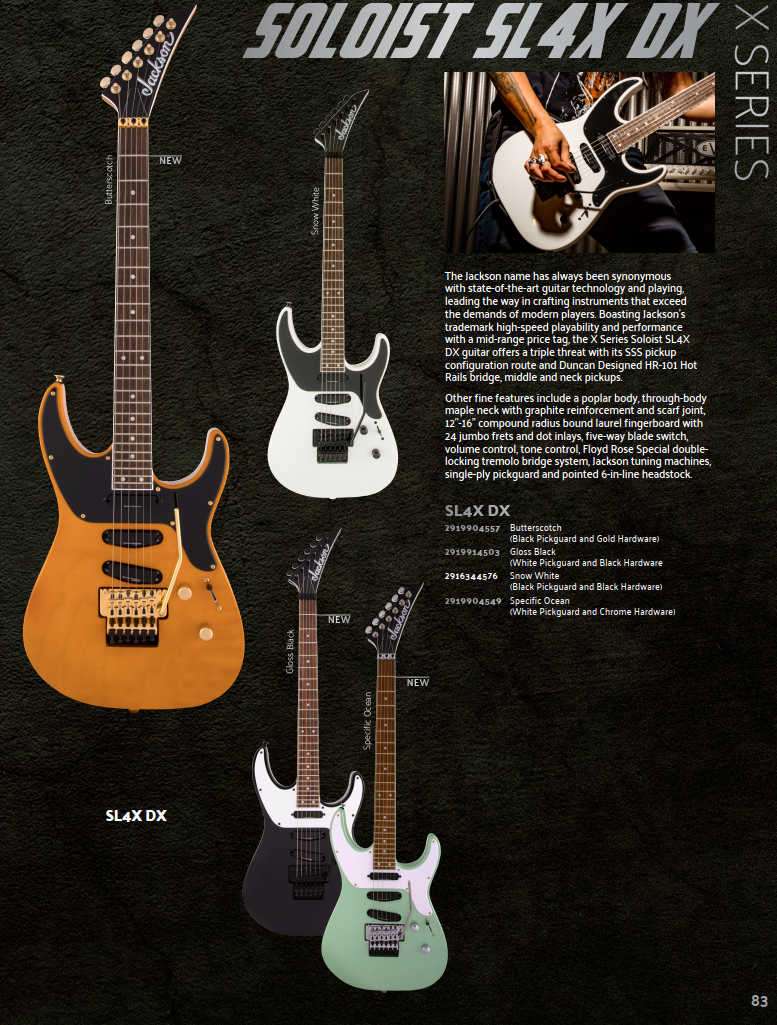 SOLOIST SL4X DX
X SERIES
Jackson
Butterscotch
NEW
Jackson
Snow White
The Jackson name has always been synonymous
with state-of-the-art guitar technology and playing,
leading the way in crafting instruments that exceed
the demands of modern players. Boasting Jackson's
trademark high-speed playability and performance
with a mid-range price tag, the X Series Soloist SL4X
DX guitar offers a triple threat with its SSS pickup
configuration route and Duncan Designed HR-101 Hot
Rails bridge, middle and neck pickups.
Other fine features include a poplar body, through-body
maple neck with graphite reinforcement and scarf joint,
12"-16" compound radius bound laurel fingerboard with
24 jumbo frets and dot inlays, five-way blade switch,
volume control, tone control, Floyd Rose Special double-
locking tremolo bridge system, Jackson tuning machines,
single-ply pickguard and pointed 6-in-line headstock.
SL4X DX
2919904557 Butterscotch
(Black Pickguard and Gold Hardware)
2919914503 Gloss Black
(White Pickguard and Black Hardware
2916344576 Snow White
(Black Pickguard and Black Hardware)
2919904549 Specific Ocean
(White Pickguard and Chrome Hardware)
Jackson
Gloss Black
NEW
Jackson
Specific Ocean
NEW
SL4X DX
83